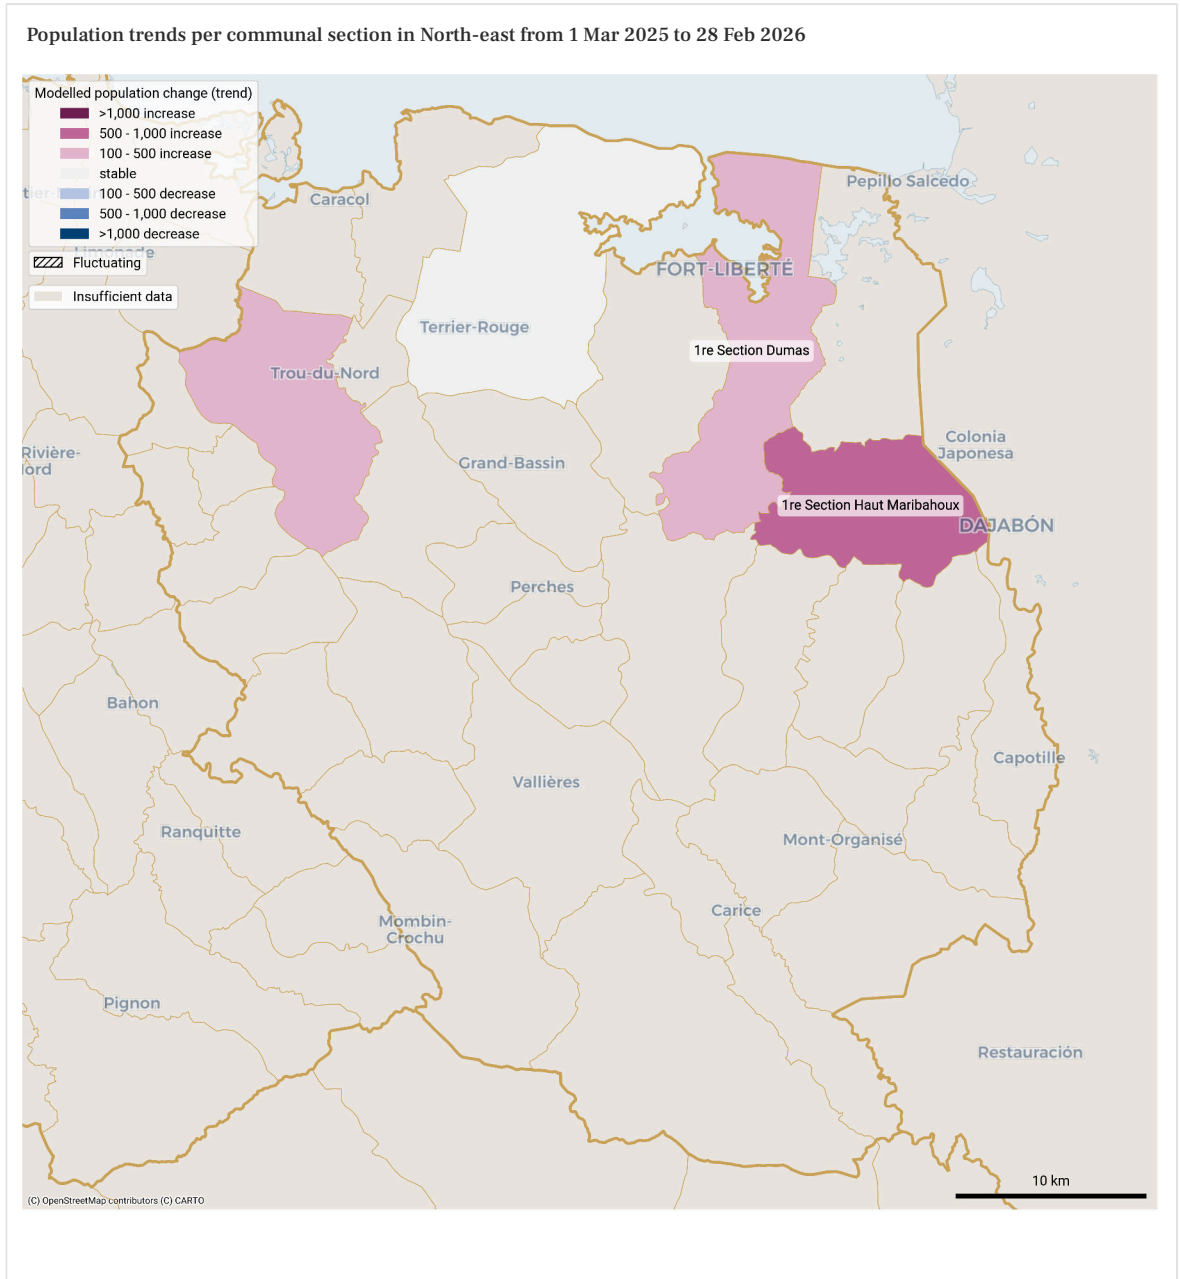 Population trends per communal section in North-east from 1 Mar 2025 to 28 Feb 2026
Modelled population change (trend)
>1,000 increase
500 - 1,000 increase
100 - 500 increase
stable
100 - 500 decrease
500 - 1,000 decrease
>1,000 decrease
Fluctuating
Insufficient data
Limonade
Caracol
Pepillo Salcedo
FORT-LIBERTÉ
Terrier-Rouge
1re Section Dumas
Trou-du-Nord
Rivière-
Colonia
Japonesa
Grand-Bassin
1re Section Haut Maribahoux
DAJABÓN
Perches
Bahon
Capotille
Vallières
Ranquitte
Mont-Organisé
Carice
Mombin-
Crochu
Pignon
Restauración
10 km
(C) OpenStreetMap contributors (C) CARTO